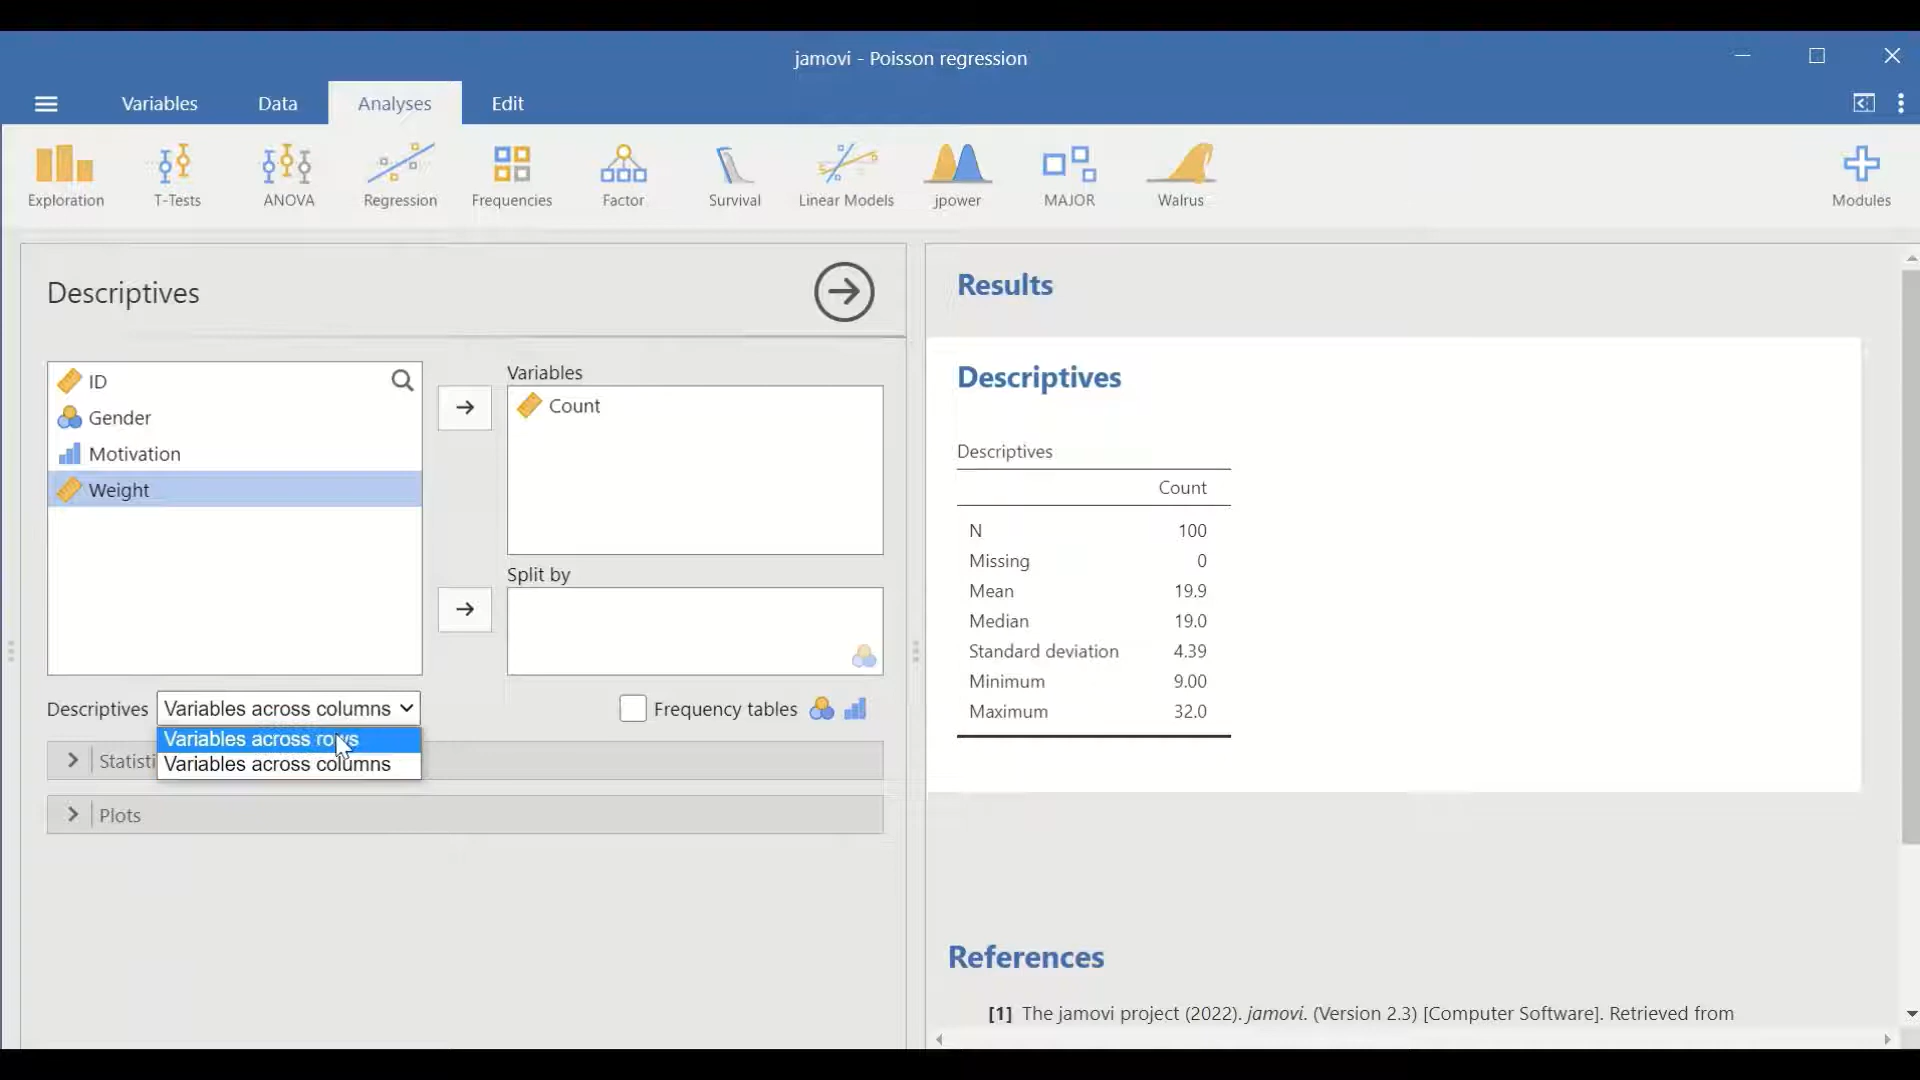 jamovi - Poisson regression
Variables Data Analyses Edit
Exploration T-Tests ANOVA Regression Frequencies Factor Survival Linear Models jpower MAJOR Walrus Modules
Descriptives
ID
Gender
Motivation
Weight
Variables
Count
Split by
Descriptives Variables across columns
Frequency tables
Variables across rows
Variables across columns
Statisti
Plots
Results
Descriptives
Descriptives
Count
N 100
Missing 0
Mean 19.9
Median 19.0
Standard deviation 4.39
Minimum 9.00
Maximum 32.0
References
[1] The jamovi project (2022). jamovi. (Version 2.3) [Computer Software]. Retrieved from